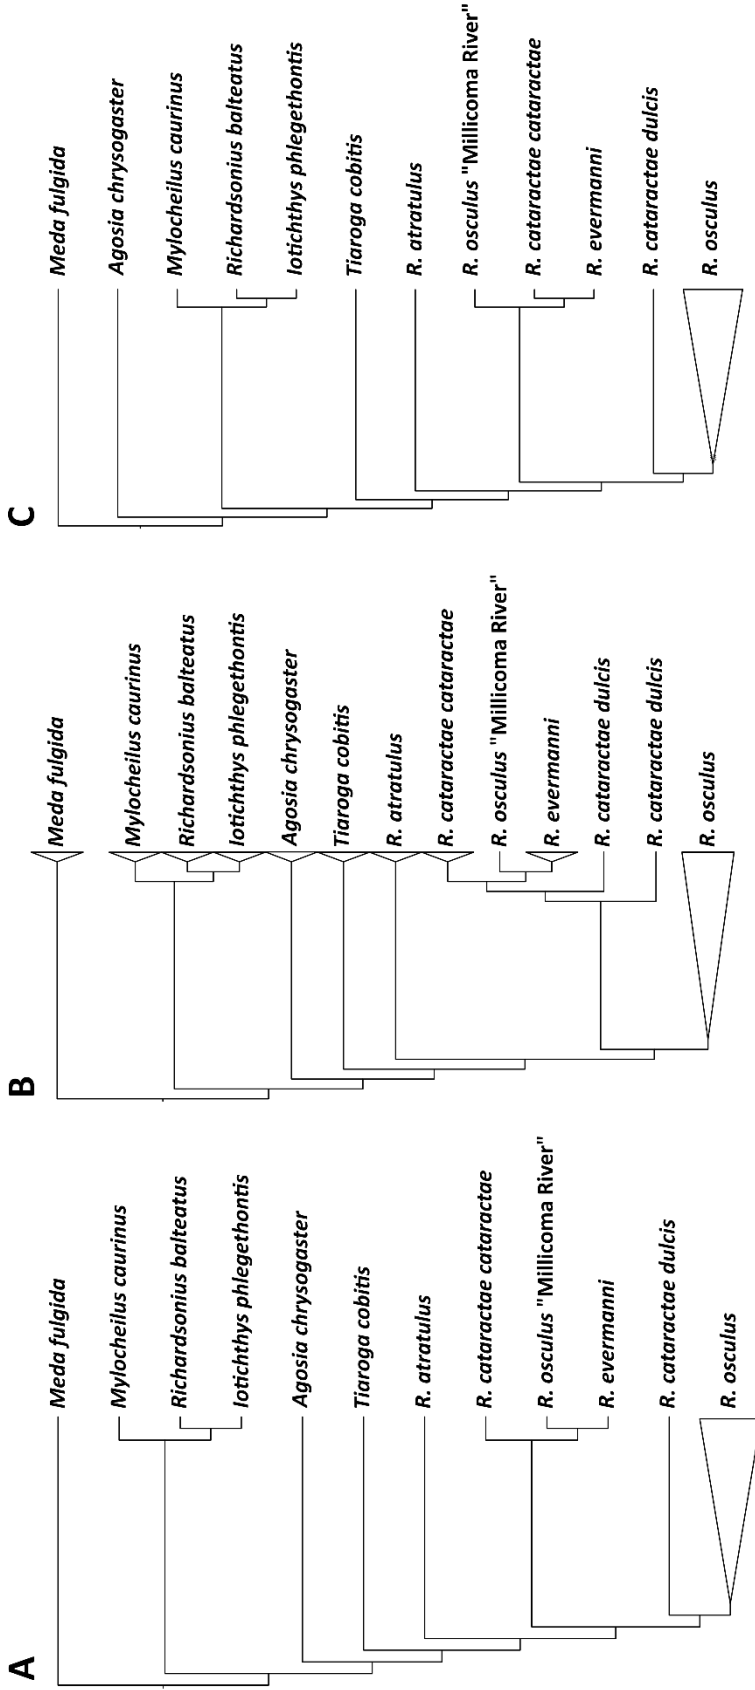 A
Meda fulgida
Mylocheilus caurinus
Richardsonius balteatus
Iotichthys phlegethontis
Agosia chrysogaster
Tiaroga cobitis
R. atratulus
R. cataractae cataractae
R. osculus "Millicoma River"
R. evermanni
R. cataractae dulcis
R. osculus
B
Meda fulgida
Mylocheilus caurinus
Richardsonius balteatus
Iotichthys phlegethontis
Agosia chrysogaster
Tiaroga cobitis
R. atratulus
R. cataractae cataractae
R. osculus "Millicoma River"
R. evermanni
R. cataractae dulcis
R. cataractae dulcis
R. osculus
C
Meda fulgida
Agosia chrysogaster
Mylocheilus caurinus
Richardsonius balteatus
Iotichthys phlegethontis
Tiaroga cobitis
R. atratulus
R. osculus "Millicoma River"
R. cataractae cataractae
R. evermanni
R. cataractae dulcis
R. osculus